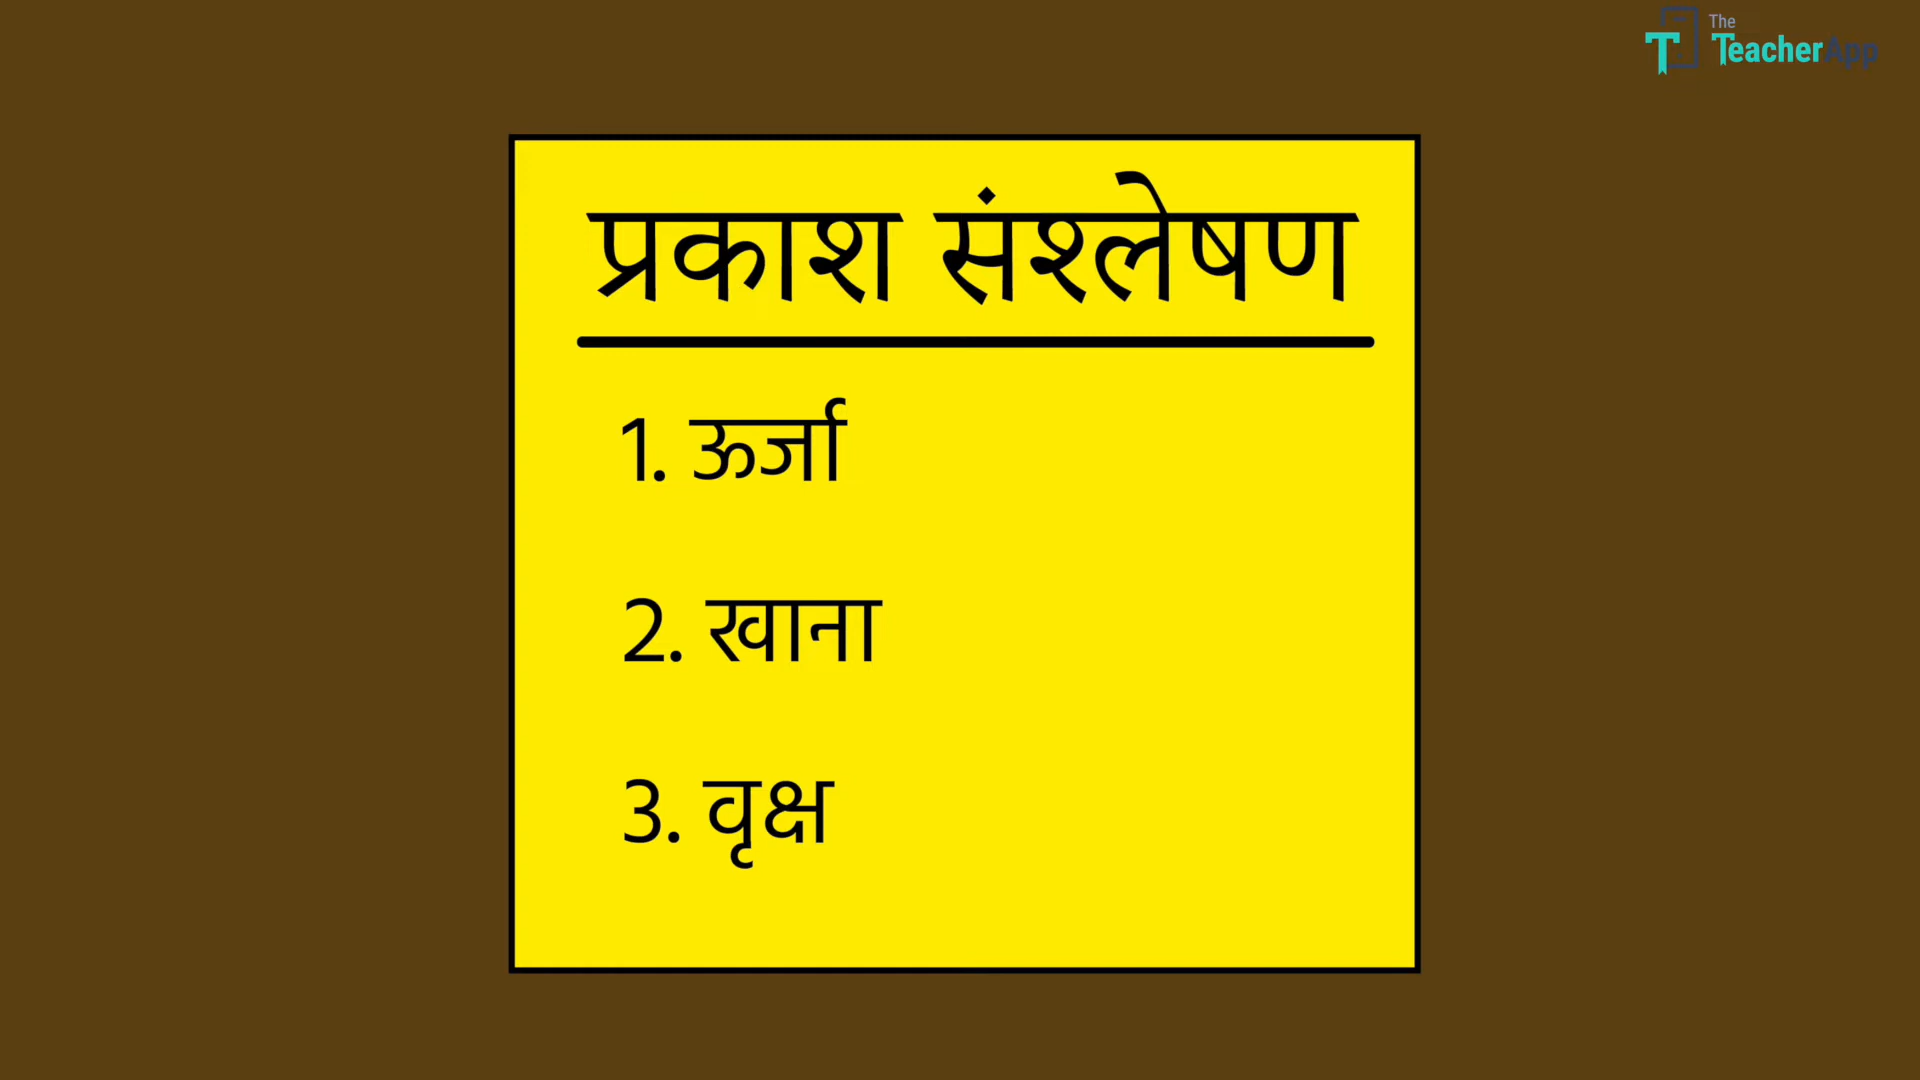 The
TeacherApp
प्रकाश संश्लेषण
1. ऊर्जा
2. खाना
3. वृक्ष